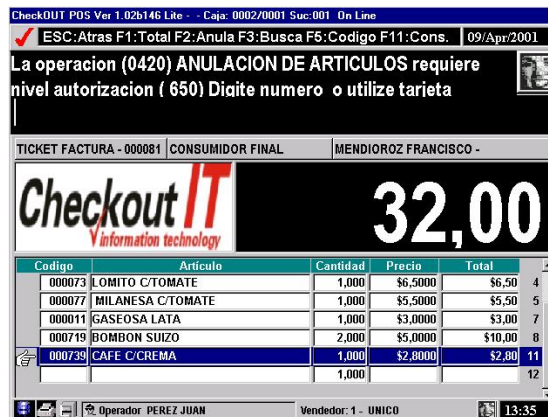 CheckOUT POS Ver 1.02b146 Lite - - Caja: 0002/0001 Suc:001 On Line
ESC:Atras F1:Total F2:Anula F3:Busca F5:Codigo F11:Cons. 09/Apr/2001
La operacion (0420) ANULACION DE ARTICULOS requiere
nivel autorizacion ( 650) Digite numero o utilize tarjeta
TICKET FACTURA - 000081 CONSUMIDOR FINAL MENDIOROZ FRANCISCO -
Checkout IT
information technology
32,00
Codigo Artículo Cantidad Precio Total
000073 LOMITO C/TOMATE 1,000 $6,5000 $6,50 4
000077 MILANESA C/TOMATE 1,000 $5,5000 $5,50 5
000011 GASEOSA LATA 1,000 $3,0000 $3,00 7
000719 BOMBON SUIZO 2,000 $5,0000 $10,00 8
000739 CAFE C/CREMA 1,000 $2,8000 $2,80 11
1,000 12
Operador PEREZ JUAN Vendedor: 1 - UNICO 13:35